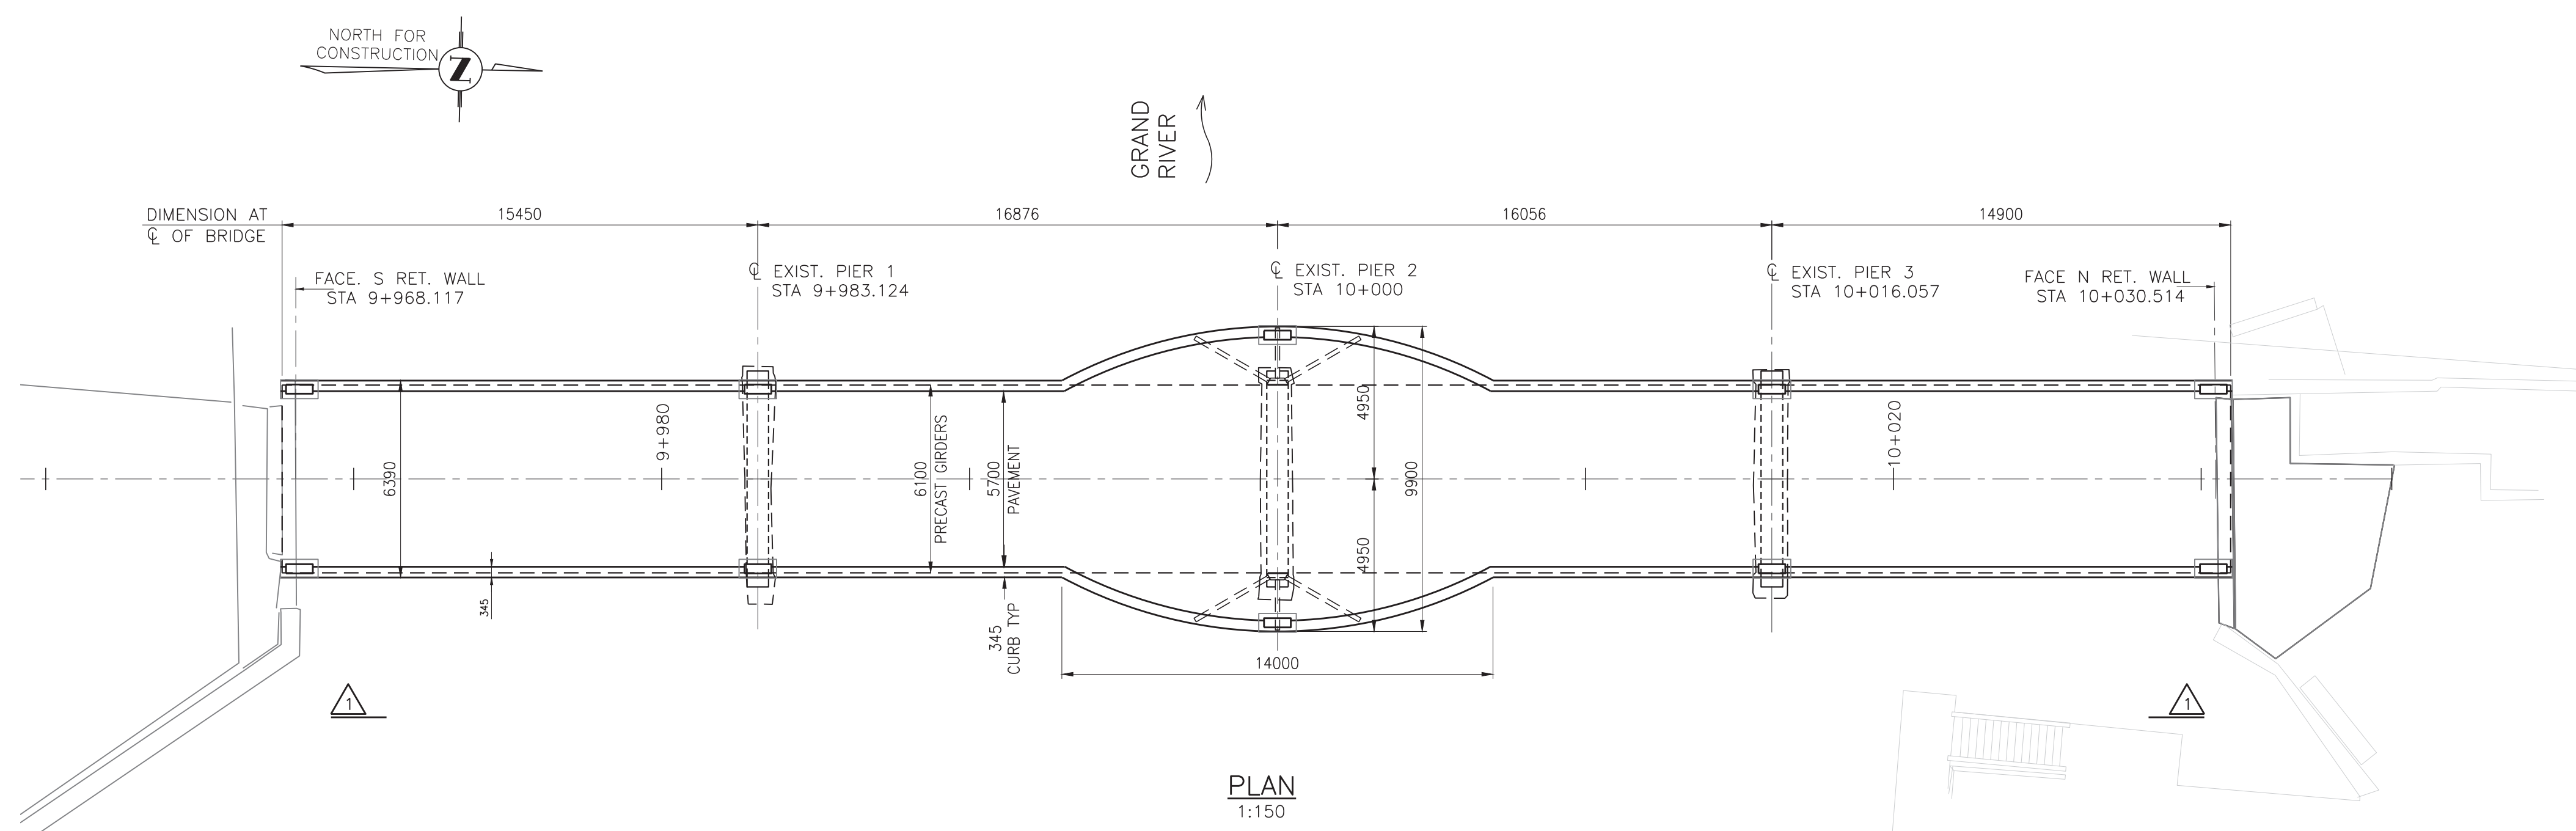 NORTH FOR
CONSTRUCTION
N
GRAND
RIVER
DIMENSION AT
℄ OF BRIDGE
15450
16876
16056
14900
FACE. S RET. WALL
STA 9+968.117
℄ EXIST. PIER 1
STA 9+983.124
℄ EXIST. PIER 2
STA 10+000
℄ EXIST. PIER 3
STA 10+016.057
FACE N RET. WALL
STA 10+030.514
6390
345
9+980
6100
PRECAST GIRDERS
5700
PAVEMENT
345
CURB TYP
4950
4950
9900
10+020
14000
1
1
PLAN
1:150